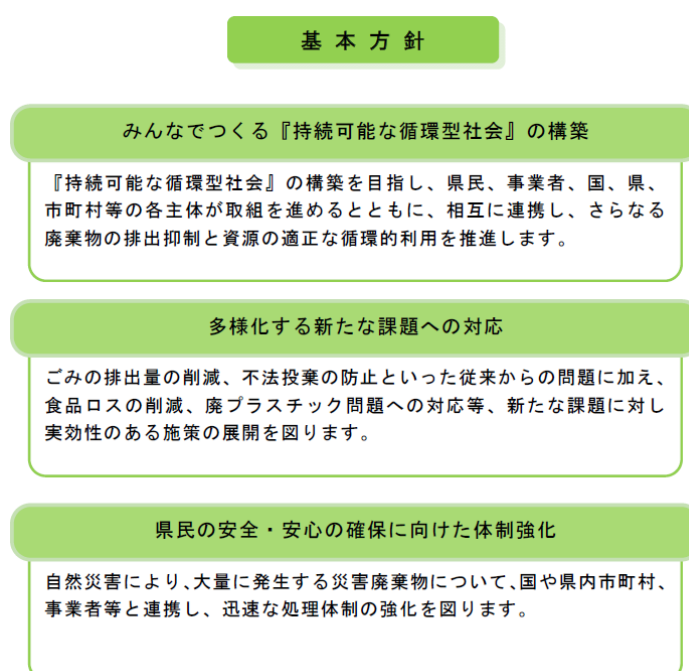 基本方針
みんなでつくる『持続可能な循環型社会』の構築
『持続可能な循環型社会』の構築を目指し、県民、事業者、国、県、
市町村等の各主体が取組を進めるとともに、相互に連携し、さらなる
廃棄物の排出抑制と資源の適正な循環的利用を推進します。
多様化する新たな課題への対応
ごみの排出量の削減、不法投棄の防止といった従来からの問題に加え、
食品ロスの削減、廃プラスチック問題への対応等、新たな課題に対し
実効性のある施策の展開を図ります。
県民の安全・安心の確保に向けた体制強化
自然災害により、大量に発生する災害廃棄物について、国や県内市町村、
事業者等と連携し、迅速な処理体制の強化を図ります。